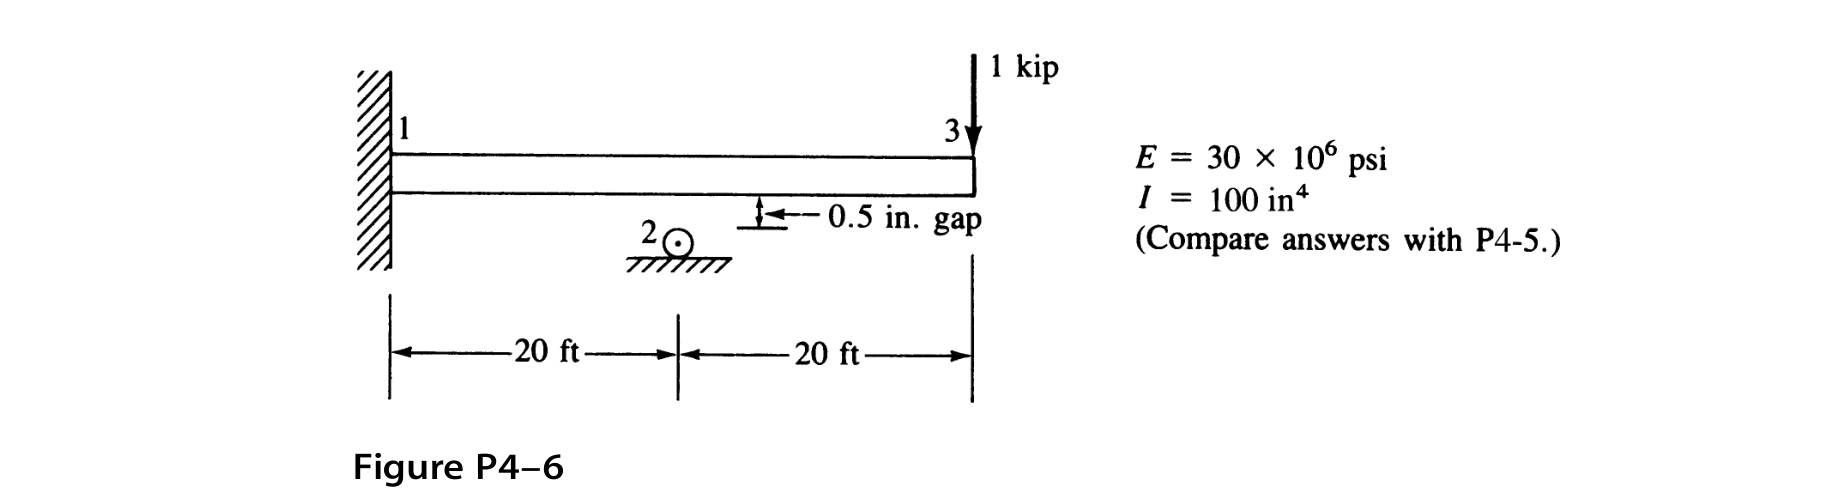 1 kip
1
3
E = 30 × 10⁶ psi
I = 100 in⁴
(Compare answers with P4-5.)
0.5 in. gap
2
20 ft
20 ft
Figure P4–6